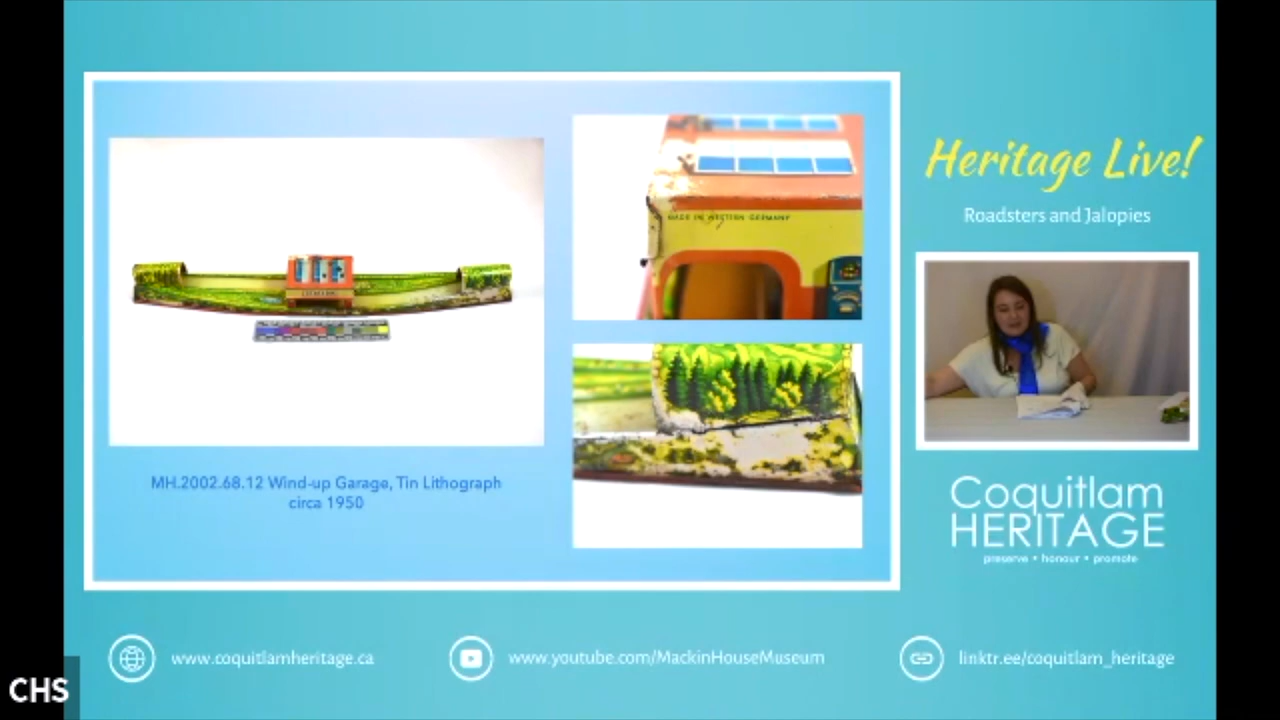 MADE IN WESTERN GERMANY
MH.2002.68.12 Wind-up Garage, Tin Lithograph
circa 1950
Heritage Live!
Roadsters and Jalopies
Coquitlam
HERITAGE
preserve • honour • promote
www.coquitlamheritage.ca
www.youtube.com/MackinHouseMuseum
linktr.ee/coquitlam_heritage
CHS